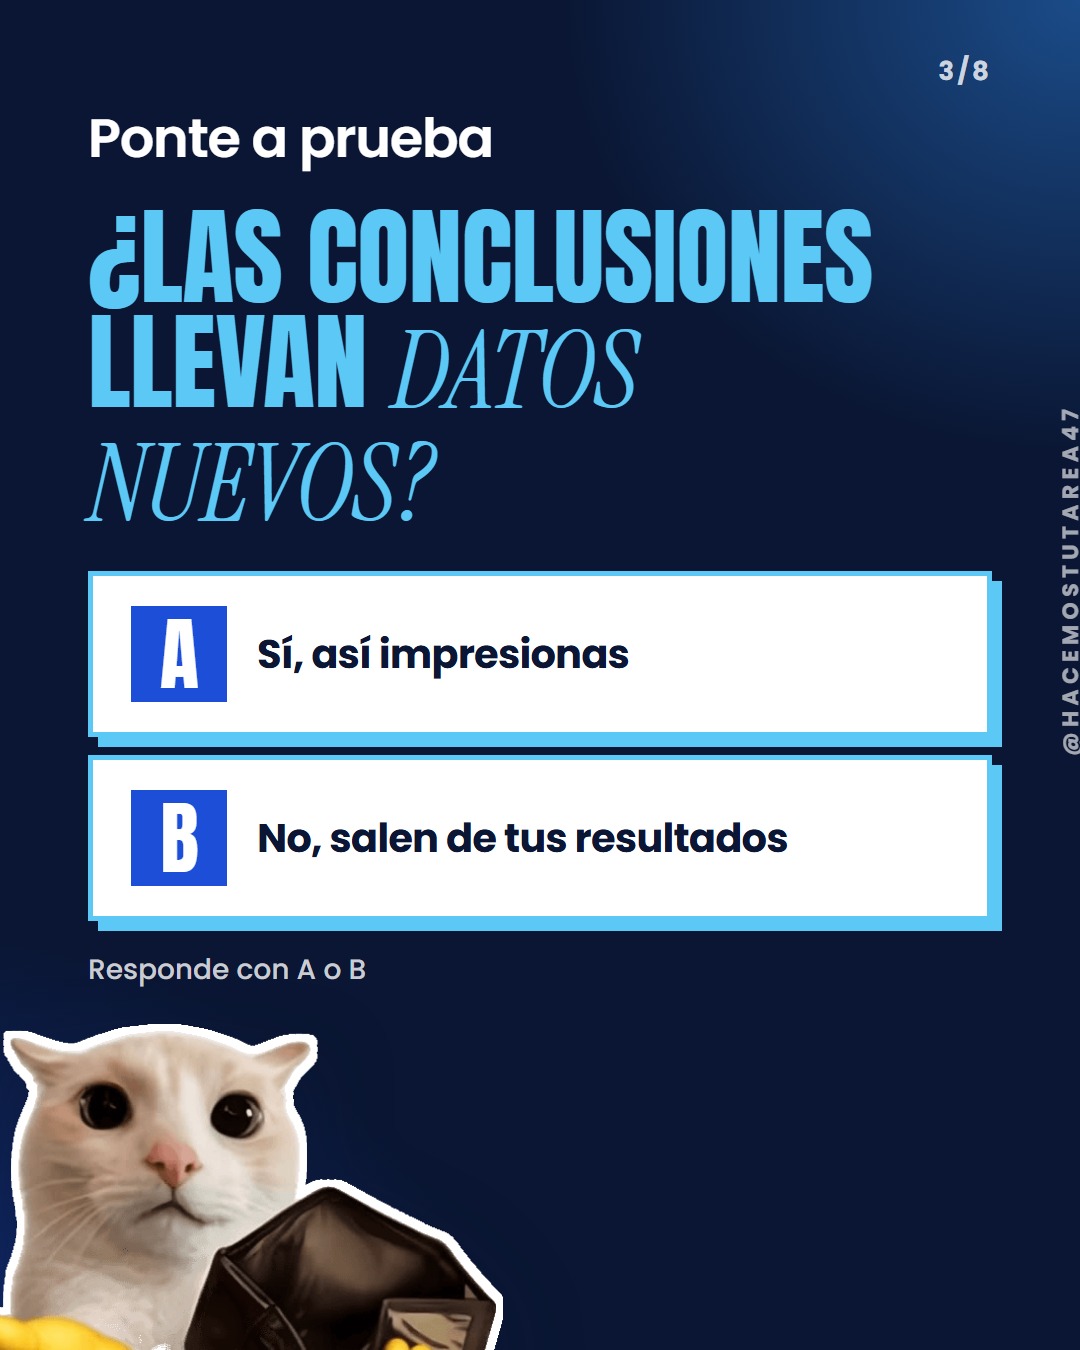 3/8
Ponte a prueba
¿LAS CONCLUSIONES
LLEVAN DATOS
NUEVOS?
A
Sí, así impresionas
B
No, salen de tus resultados
Responde con A o B
@HACEMOSTUTAREA47